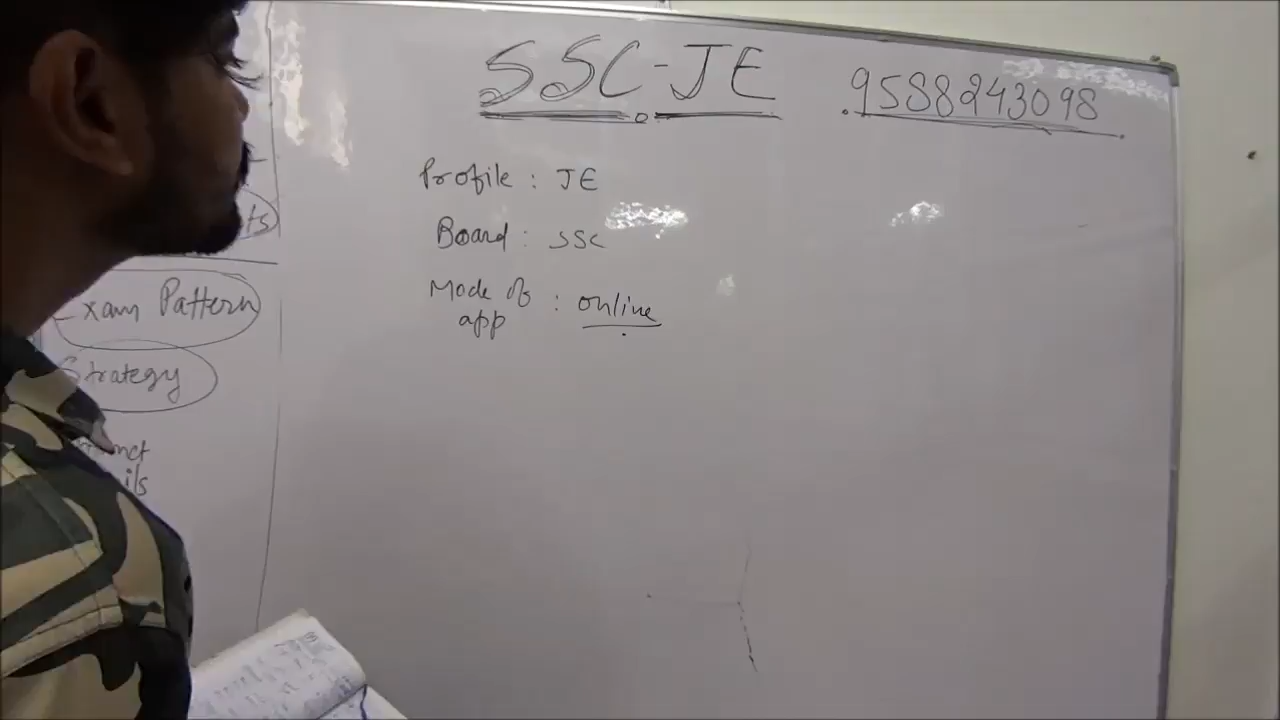 SSC-JE
9588243098
Profile : JE
Board : SSC
Mode of app : online
Exam Pattern
Strategy